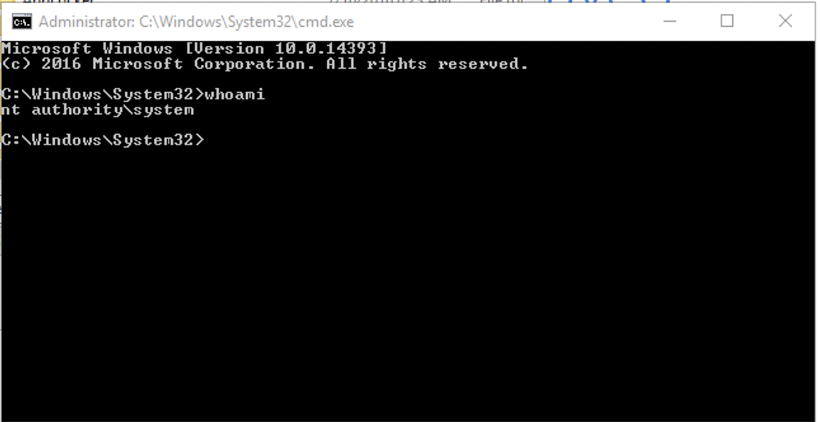 Administrator: C:\Windows\System32\cmd.exe
Microsoft Windows [Version 10.0.14393]
(c) 2016 Microsoft Corporation. All rights reserved.
C:\Windows\System32>whoami
nt authority\system
C:\Windows\System32>